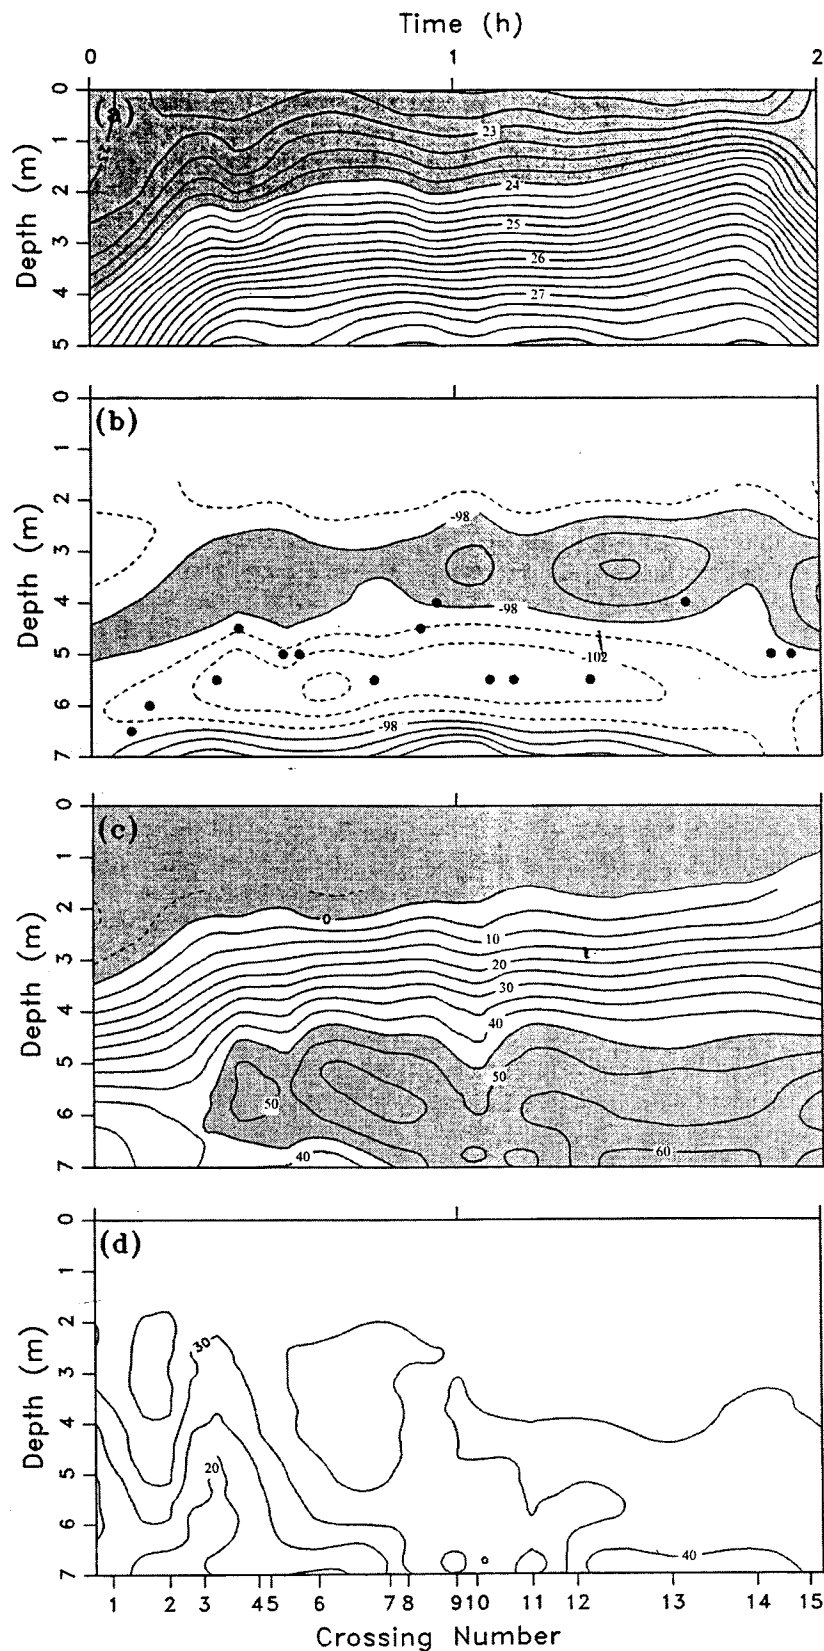 Time (h)
0 1 2
(a)
0 1 2 3 4 5
Depth (m)
23
24
25
26
27
(b)
0 1 2 3 4 5 6 7
Depth (m)
-98
-98
-102
-98
(c)
0 1 2 3 4 5 6 7
Depth (m)
0
10
20
30
40
50
50
40
60
(d)
0 1 2 3 4 5 6 7
Depth (m)
30
20
40
1 2 3 4 5 6 7 8 9 10 11 12 13 14 15
Crossing Number